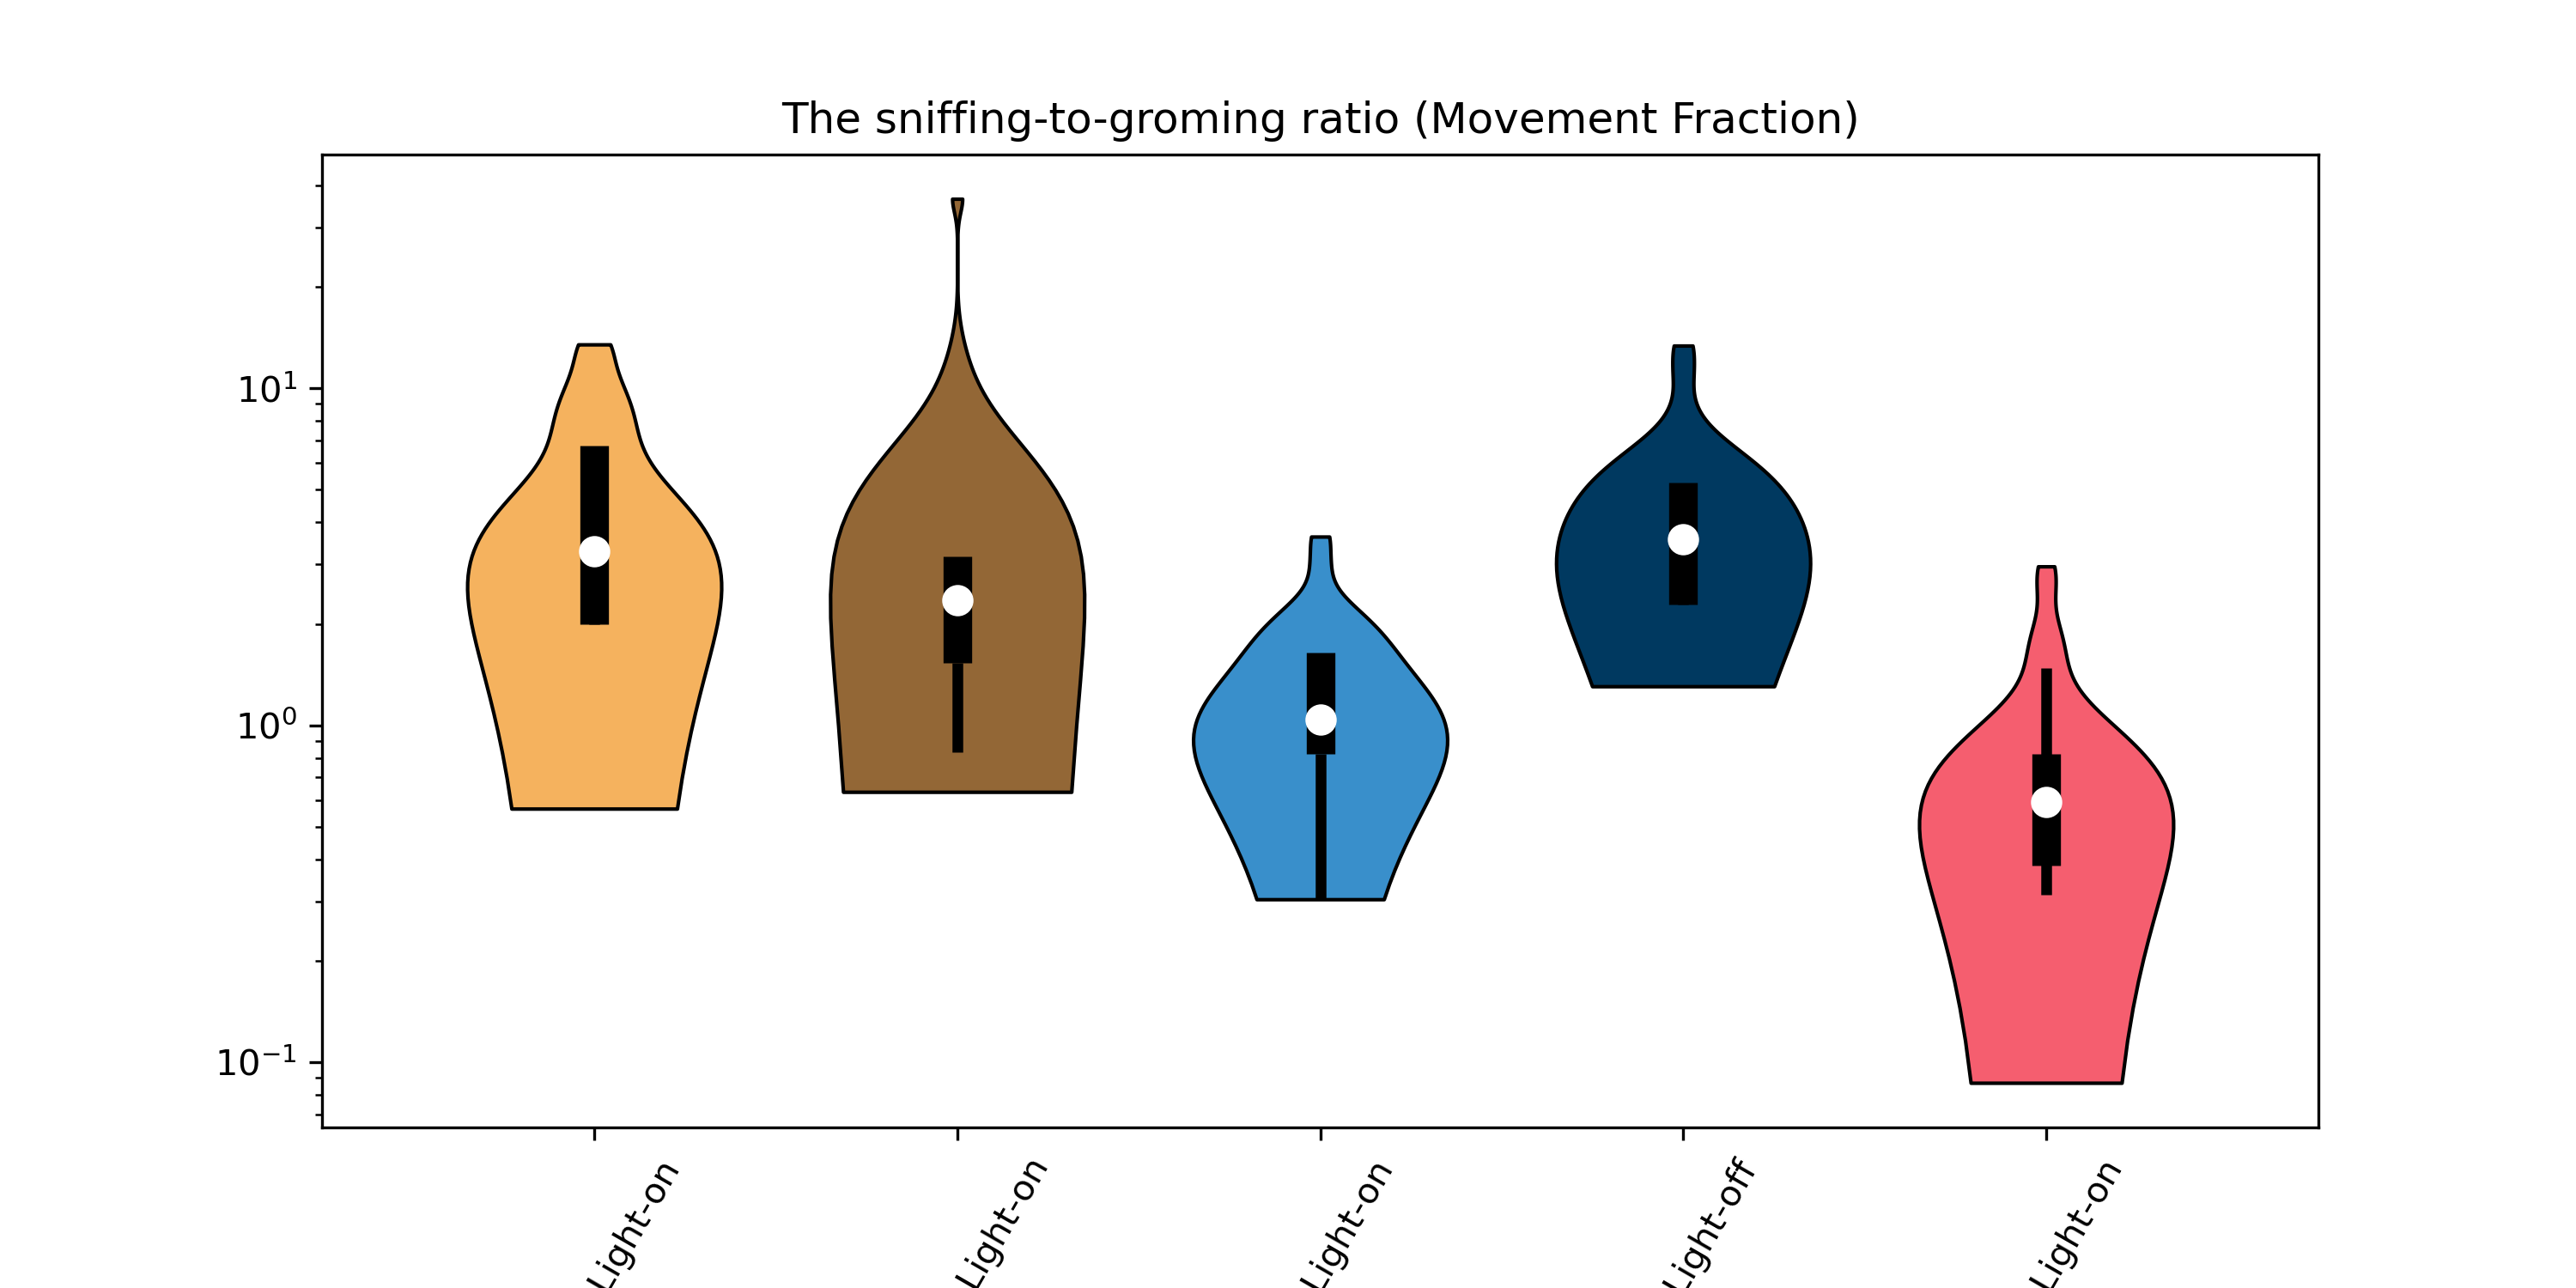 The sniffing-to-groming ratio (Movement Fraction)
10¹
10⁰
10⁻¹
Light-on
Light-on
Light-on
Light-off
Light-on